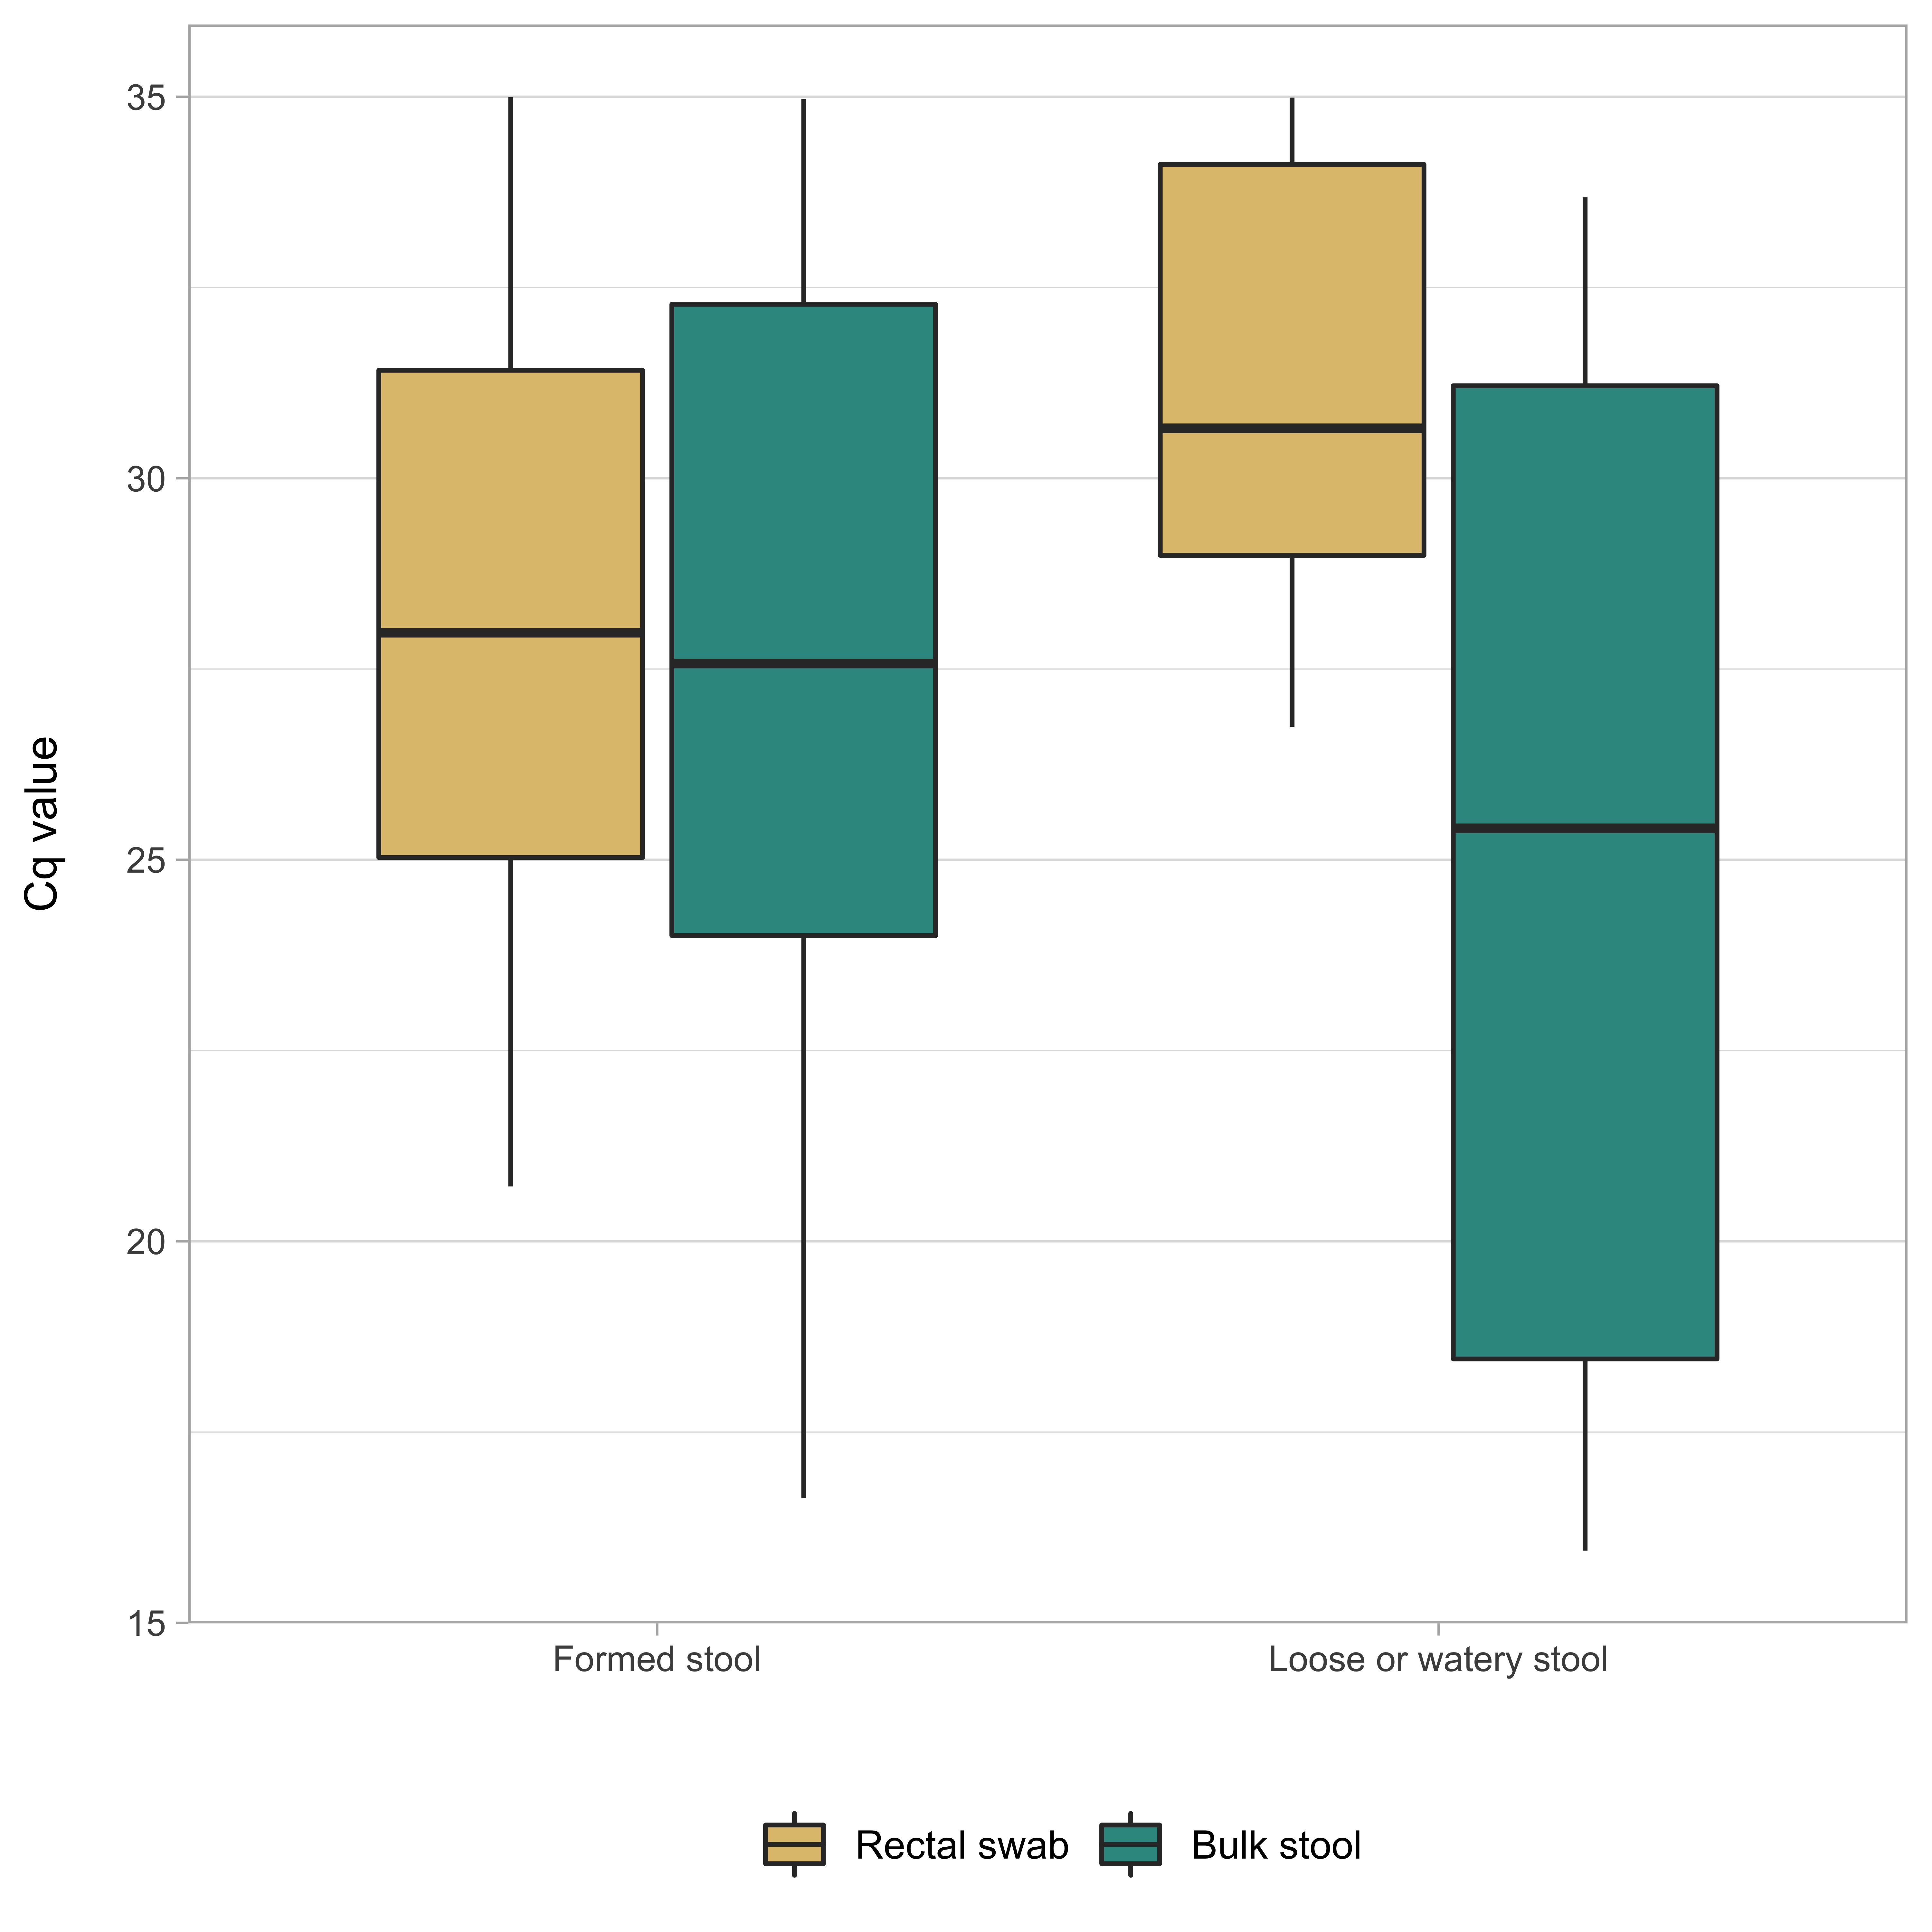 Cq value
35
30
25
20
15
Formed stool
Loose or watery stool
Rectal swab
Bulk stool